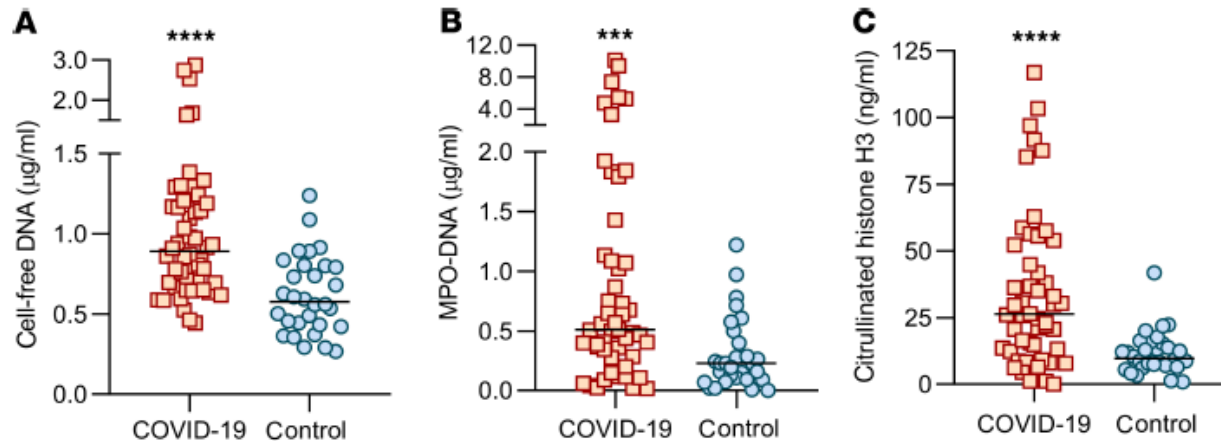 A
****
Cell-free DNA (µg/ml)
3.0
2.0
1.5
1.0
0.5
0.0
COVID-19 Control
B
***
MPO-DNA (µg/ml)
12.0
8.0
4.0
2.0
1.5
1.0
0.5
0.0
COVID-19 Control
C
****
Citrullinated histone H3 (ng/ml)
125
100
75
50
25
0
COVID-19 Control